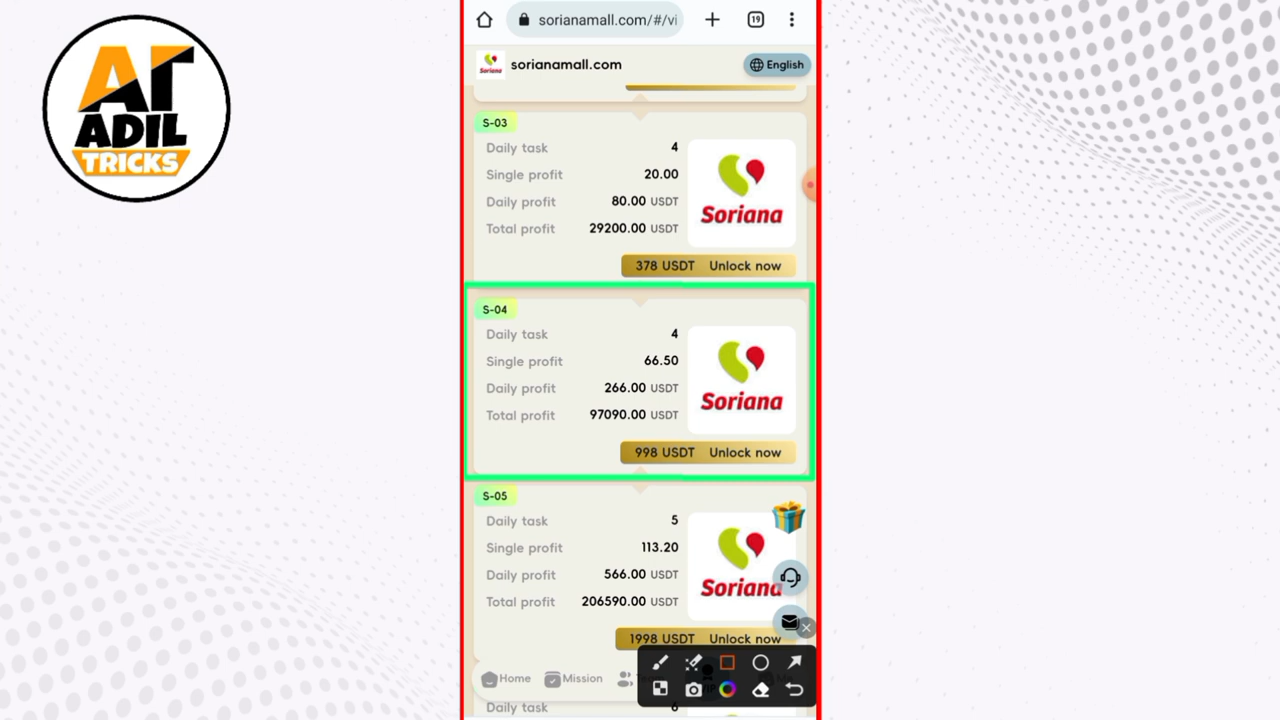 AT
ADIL
TRICKS
sorianamall.com/#/vi
19
Soriana
sorianamall.com
English
S-03
Daily task 4
Single profit 20.00
Daily profit 80.00 USDT
Total profit 29200.00 USDT
Soriana
378 USDT Unlock now
S-04
Daily task 4
Single profit 66.50
Daily profit 266.00 USDT
Total profit 97090.00 USDT
Soriana
998 USDT Unlock now
S-05
Daily task 5
Single profit 113.20
Daily profit 566.00 USDT
Total profit 206590.00 USDT
Soriana
1998 USDT Unlock now
Home Mission
Daily task 6